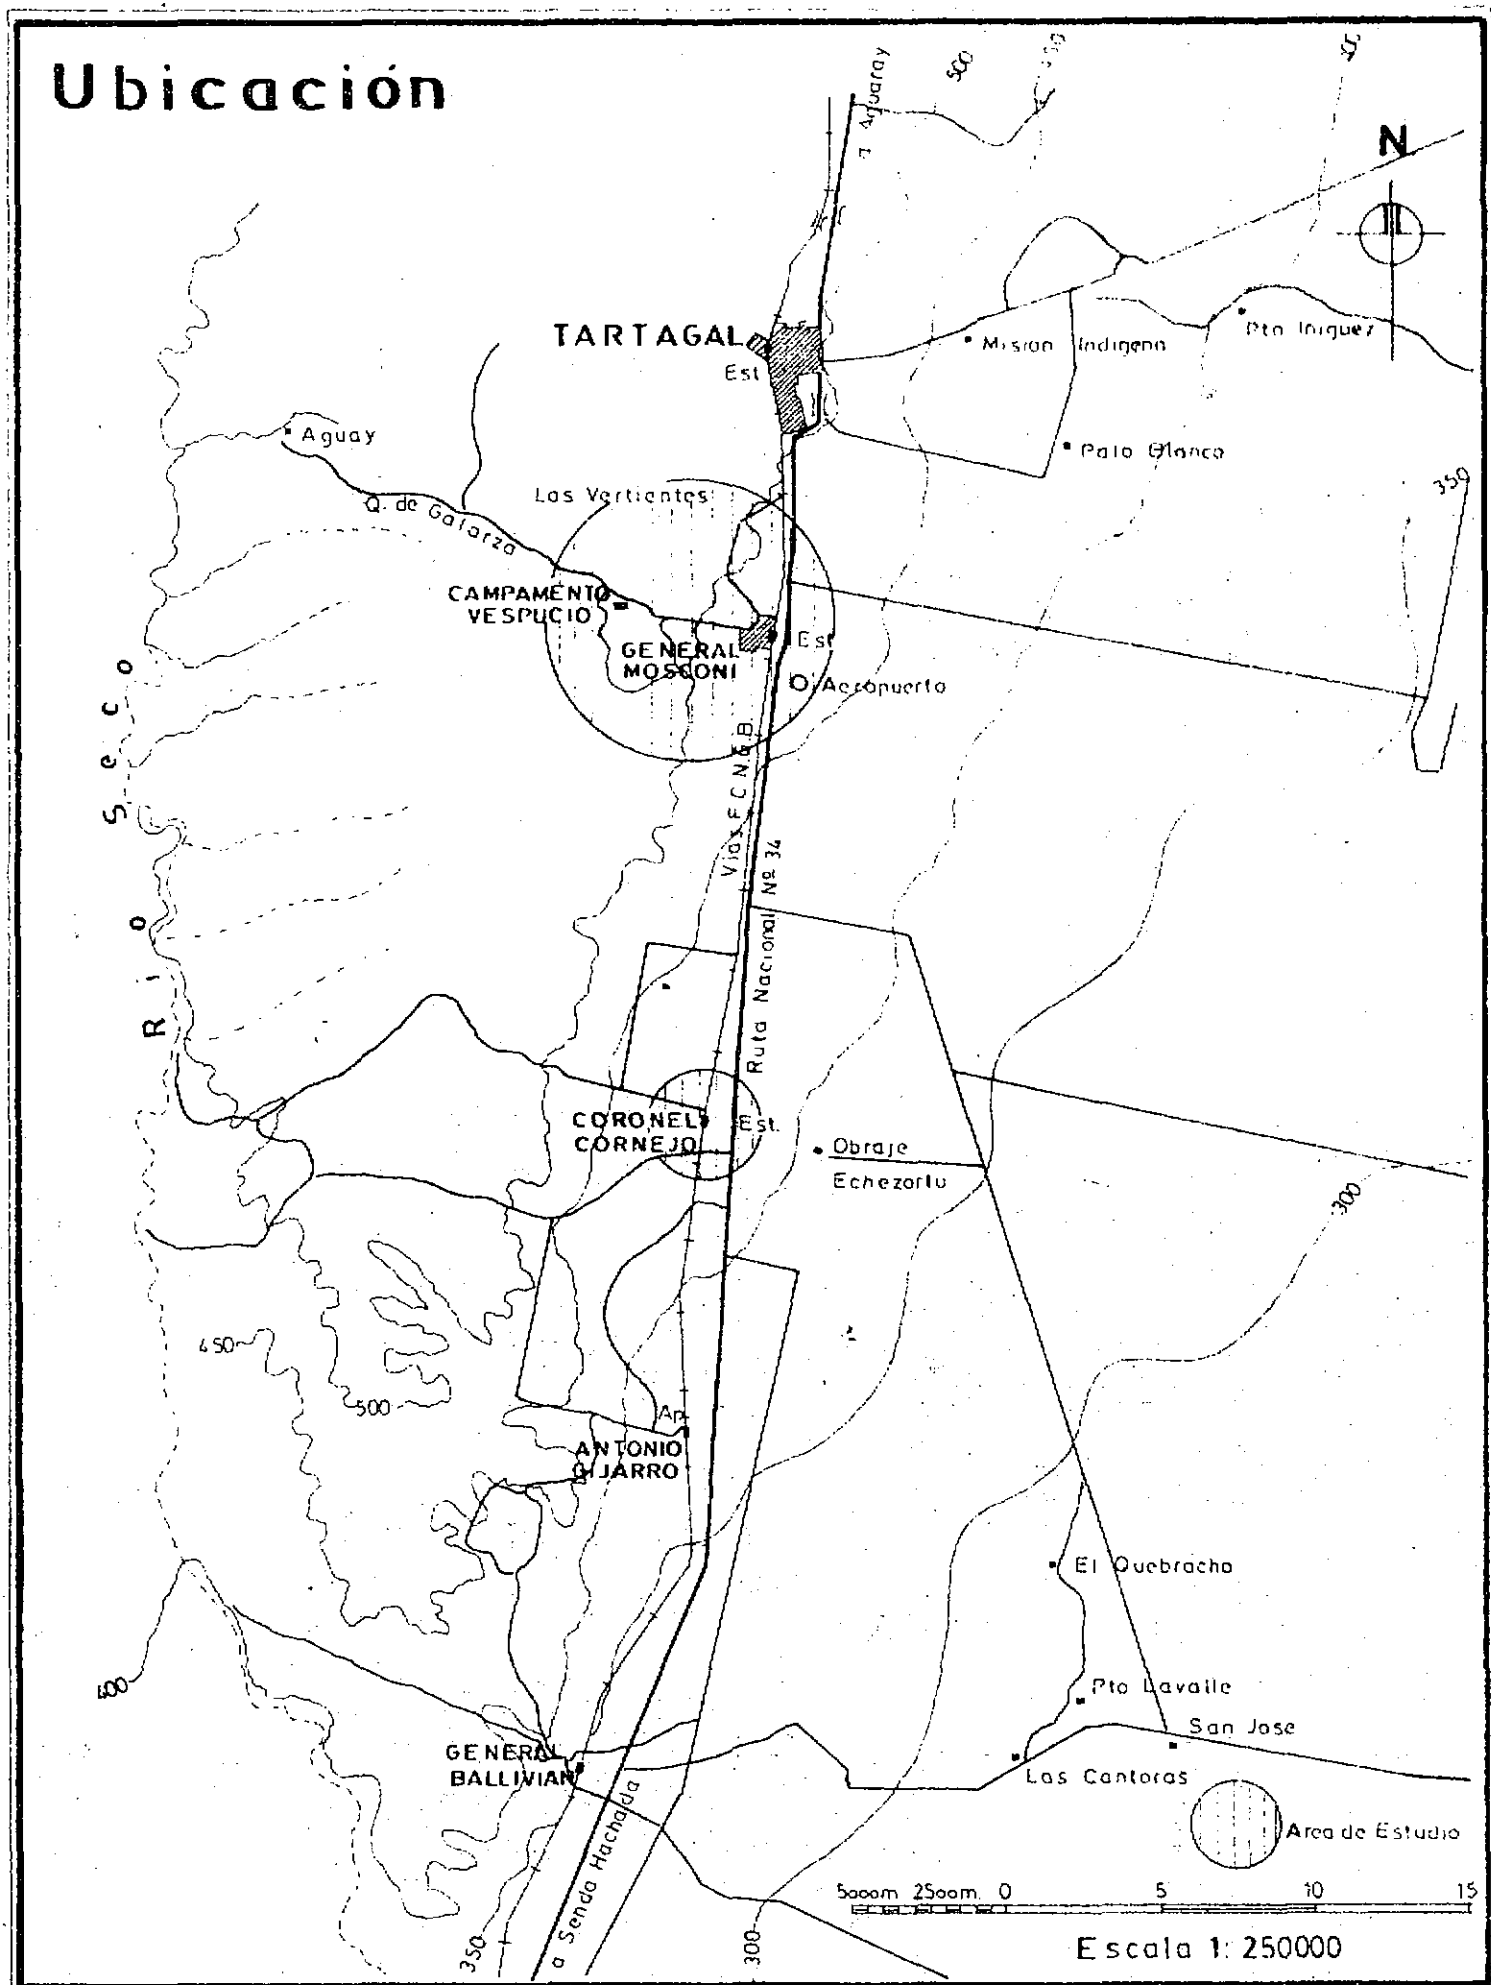 Ubicación
a Aguaray
500
N
TARTAGAL
Est
Mision Indigena
Pto Iniguez
Aguay
Palo Blanco
350
Q. de Galarza
Las Vertientes
CAMPAMENTO
VESPUCIO
GENERAL
MOSCONI
Est
Aeropuerto
Rio Seco
Vias F C N G B
Ruta Nacional Nº 34
CORONEL
CORNEJO
Est.
Obraje
300
450
500
Ap.
ANTONIO
QIJARRO
El Quebracho
400
Pto Lavalle
San Jose
GENERAL
BALLIVIAN
Las Cantoras
a Senda Hachada
Area de Estudio
5000m 2500m. 0 5 10 15
350
300
Escala 1: 250000